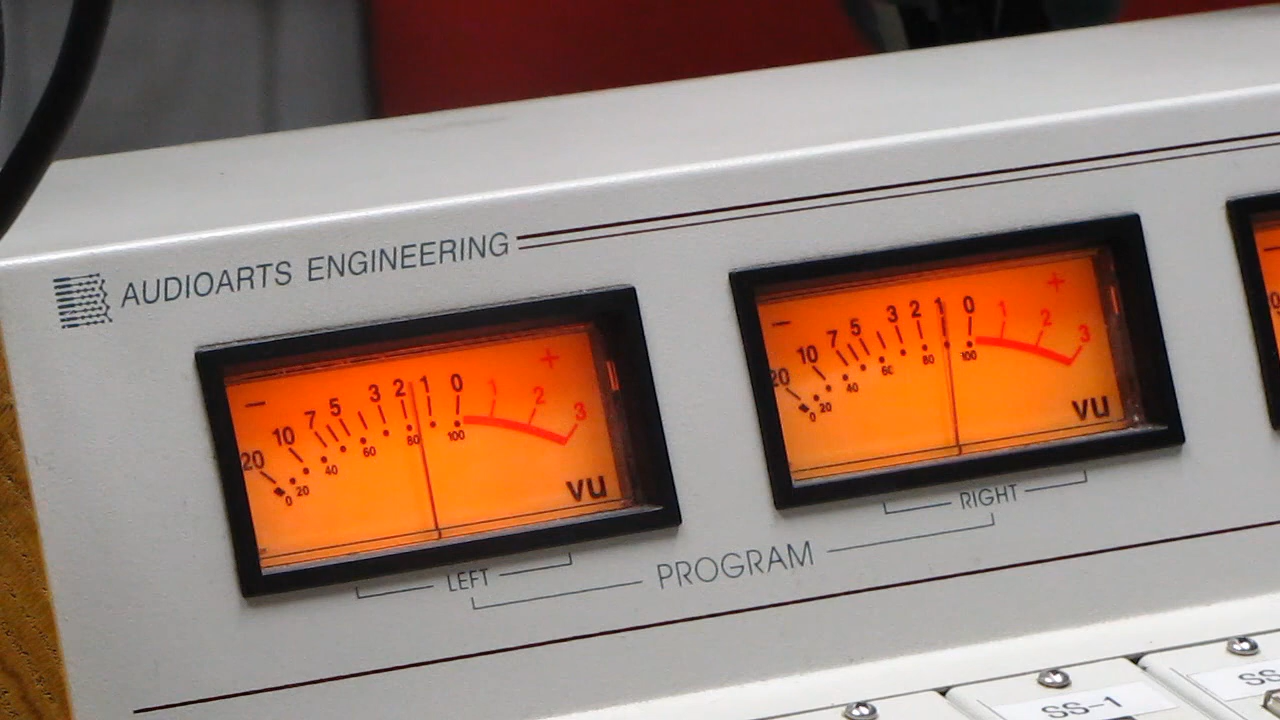 AUDIOARTS ENGINEERING
− 20 10 7 5 3 2 1 0 1 2 3 +
0 20 40 60 80 100
VU
LEFT
− 20 10 7 5 3 2 1 0 1 2 3 +
0 20 40 60 80 100
VU
RIGHT
PROGRAM
SS-1